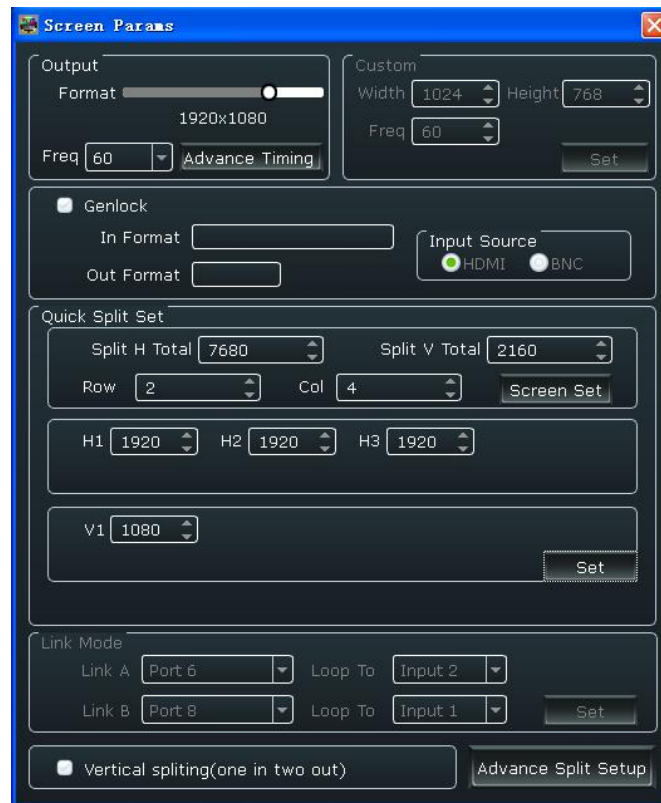 Screen Params
Output
Format
1920x1080
Freq 60 Advance Timing
Custom
Width 1024 Height 768
Freq 60
Set
Genlock
In Format
Out Format
Input Source
HDMI BNC
Quick Split Set
Split H Total 7680 Split V Total 2160
Row 2 Col 4 Screen Set
H1 1920 H2 1920 H3 1920
V1 1080
Set
Link Mode
Link A Port 6 Loop To Input 2
Link B Port 8 Loop To Input 1 Set
Vertical spliting(one in two out) Advance Split Setup